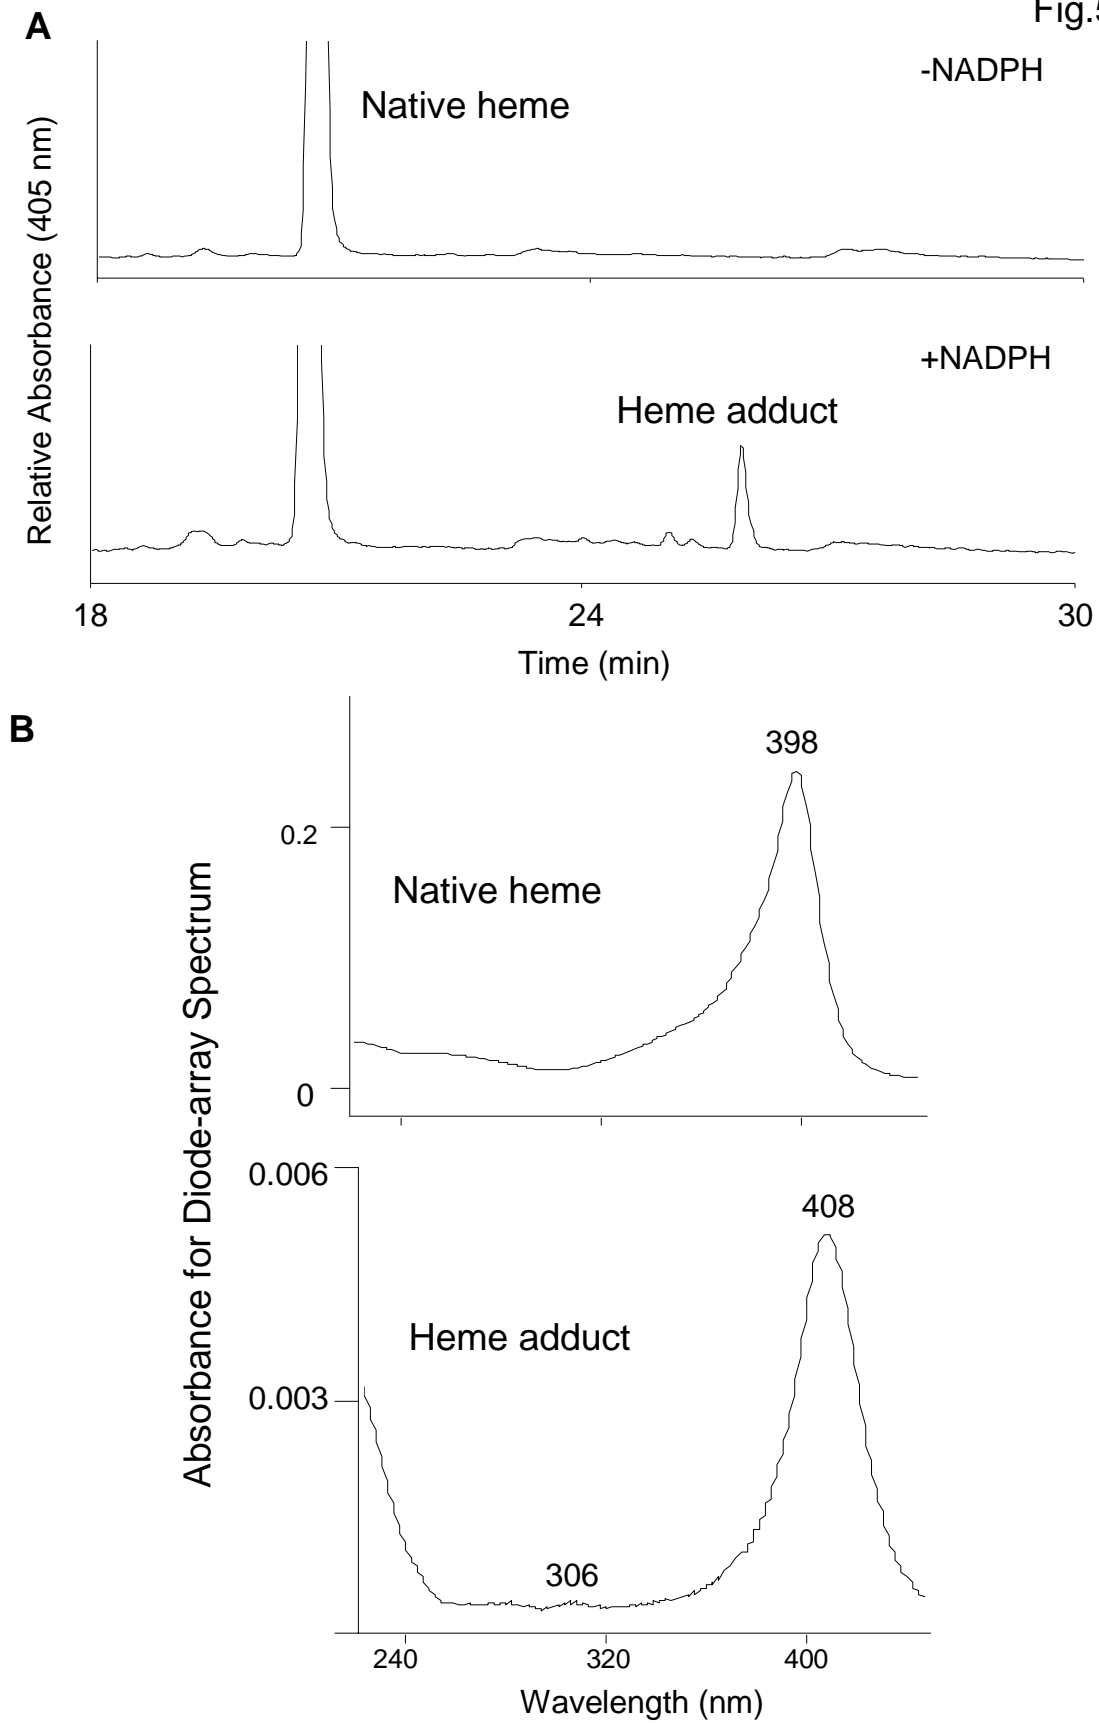 Fig.5
A
-NADPH
Native heme
Relative Absorbance (405 nm)
+NADPH
Heme adduct
18 24 30
Time (min)
B
398
0.2
Native heme
Absorbance for Diode-array Spectrum
0
0.006
408
Heme adduct
0.003
306
240 320 400
Wavelength (nm)